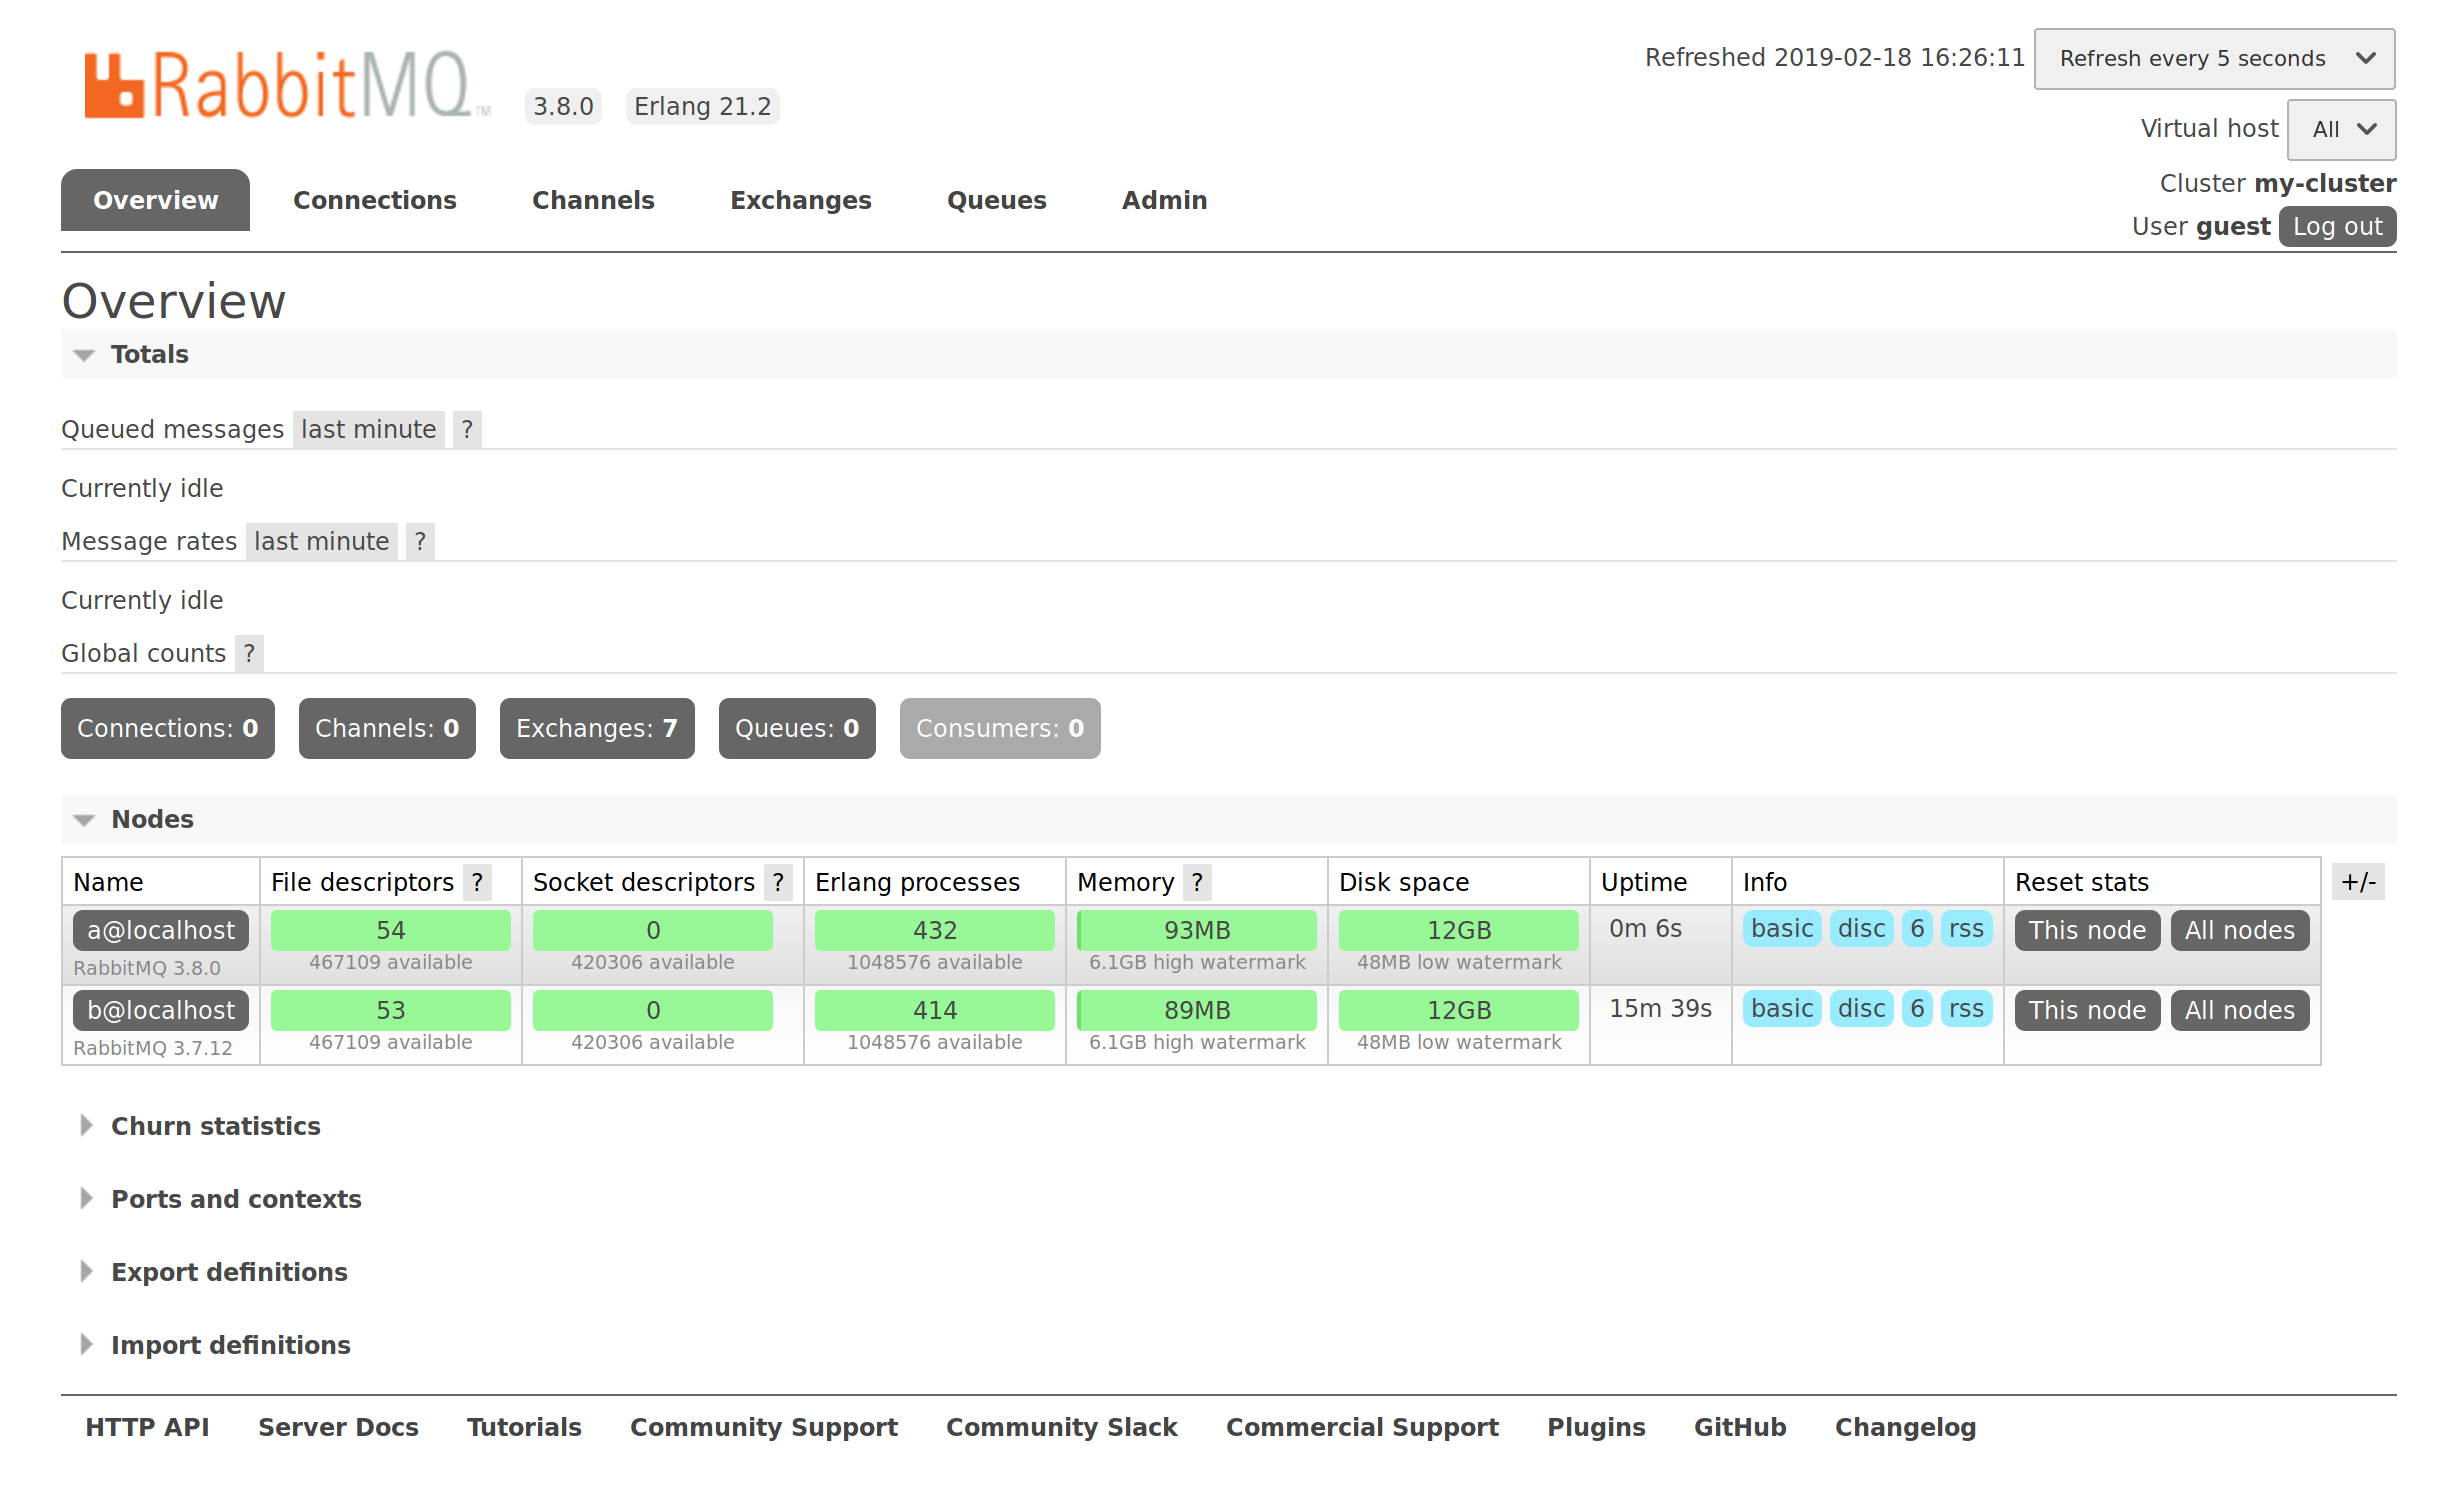 RabbitMQ TM 3.8.0 Erlang 21.2
Refreshed 2019-02-18 16:26:11 Refresh every 5 seconds
Virtual host All
Cluster my-cluster
User guest Log out
Overview Connections Channels Exchanges Queues Admin
Overview
Totals
Queued messages last minute ?
Currently idle
Message rates last minute ?
Currently idle
Global counts ?
Connections: 0 Channels: 0 Exchanges: 7 Queues: 0 Consumers: 0
Nodes
Name File descriptors ? Socket descriptors ? Erlang processes Memory ? Disk space Uptime Info Reset stats +/-
a@localhost 54 0 432 93MB 12GB 0m 6s basic disc 6 rss This node All nodes
RabbitMQ 3.8.0 467109 available 420306 available 1048576 available 6.1GB high watermark 48MB low watermark
b@localhost 53 0 414 89MB 12GB 15m 39s basic disc 6 rss This node All nodes
RabbitMQ 3.7.12 467109 available 420306 available 1048576 available 6.1GB high watermark 48MB low watermark
Churn statistics
Ports and contexts
Export definitions
Import definitions
HTTP API Server Docs Tutorials Community Support Community Slack Commercial Support Plugins GitHub Changelog